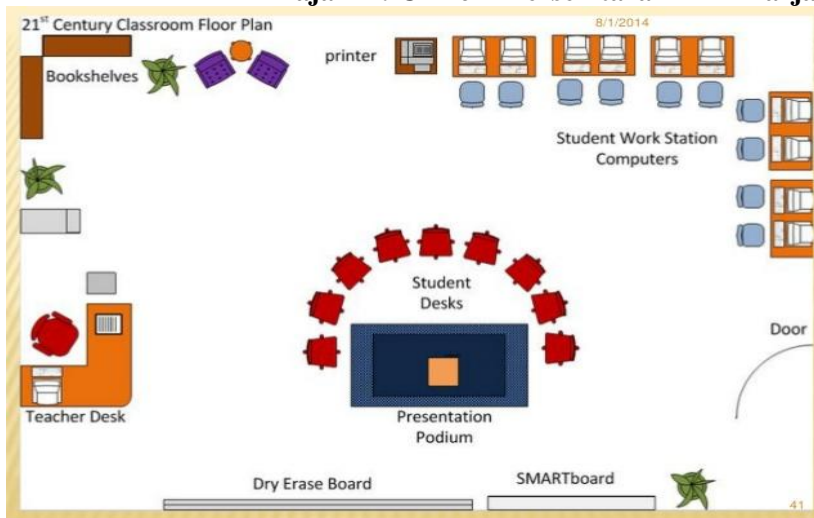 21st Century Classroom Floor Plan
8/1/2014
Bookshelves
printer
Student Work Station
Computers
Student
Desks
Door
Teacher Desk
Presentation
Podium
Dry Erase Board
SMARTboard
41